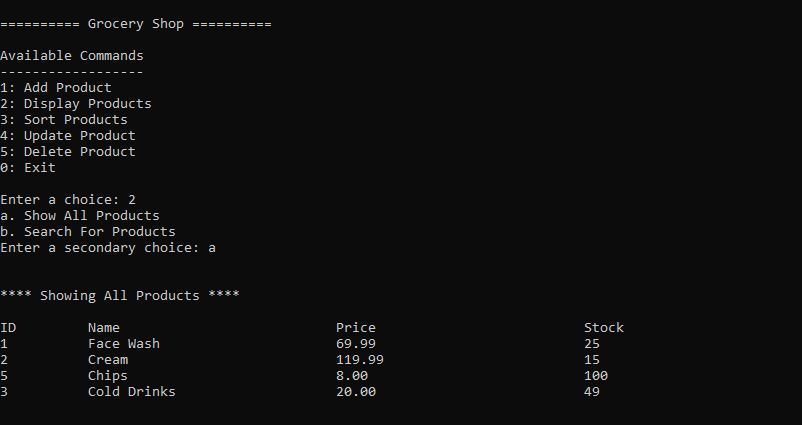 ========== Grocery Shop ==========
Available Commands
------------------
1: Add Product
2: Display Products
3: Sort Products
4: Update Product
5: Delete Product
0: Exit
Enter a choice: 2
a. Show All Products
b. Search For Products
Enter a secondary choice: a
**** Showing All Products ****
ID Name Price Stock
1 Face Wash 69.99 25
2 Cream 119.99 15
5 Chips 8.00 100
3 Cold Drinks 20.00 49